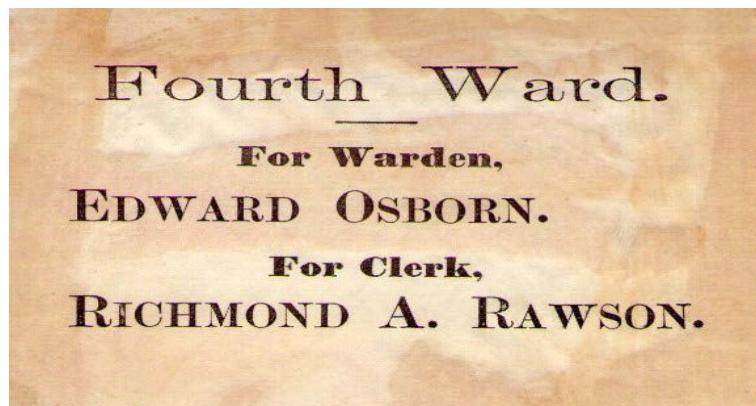 Fourth Ward.
For Warden,
EDWARD OSBORN.
For Clerk,
RICHMOND A. RAWSON.